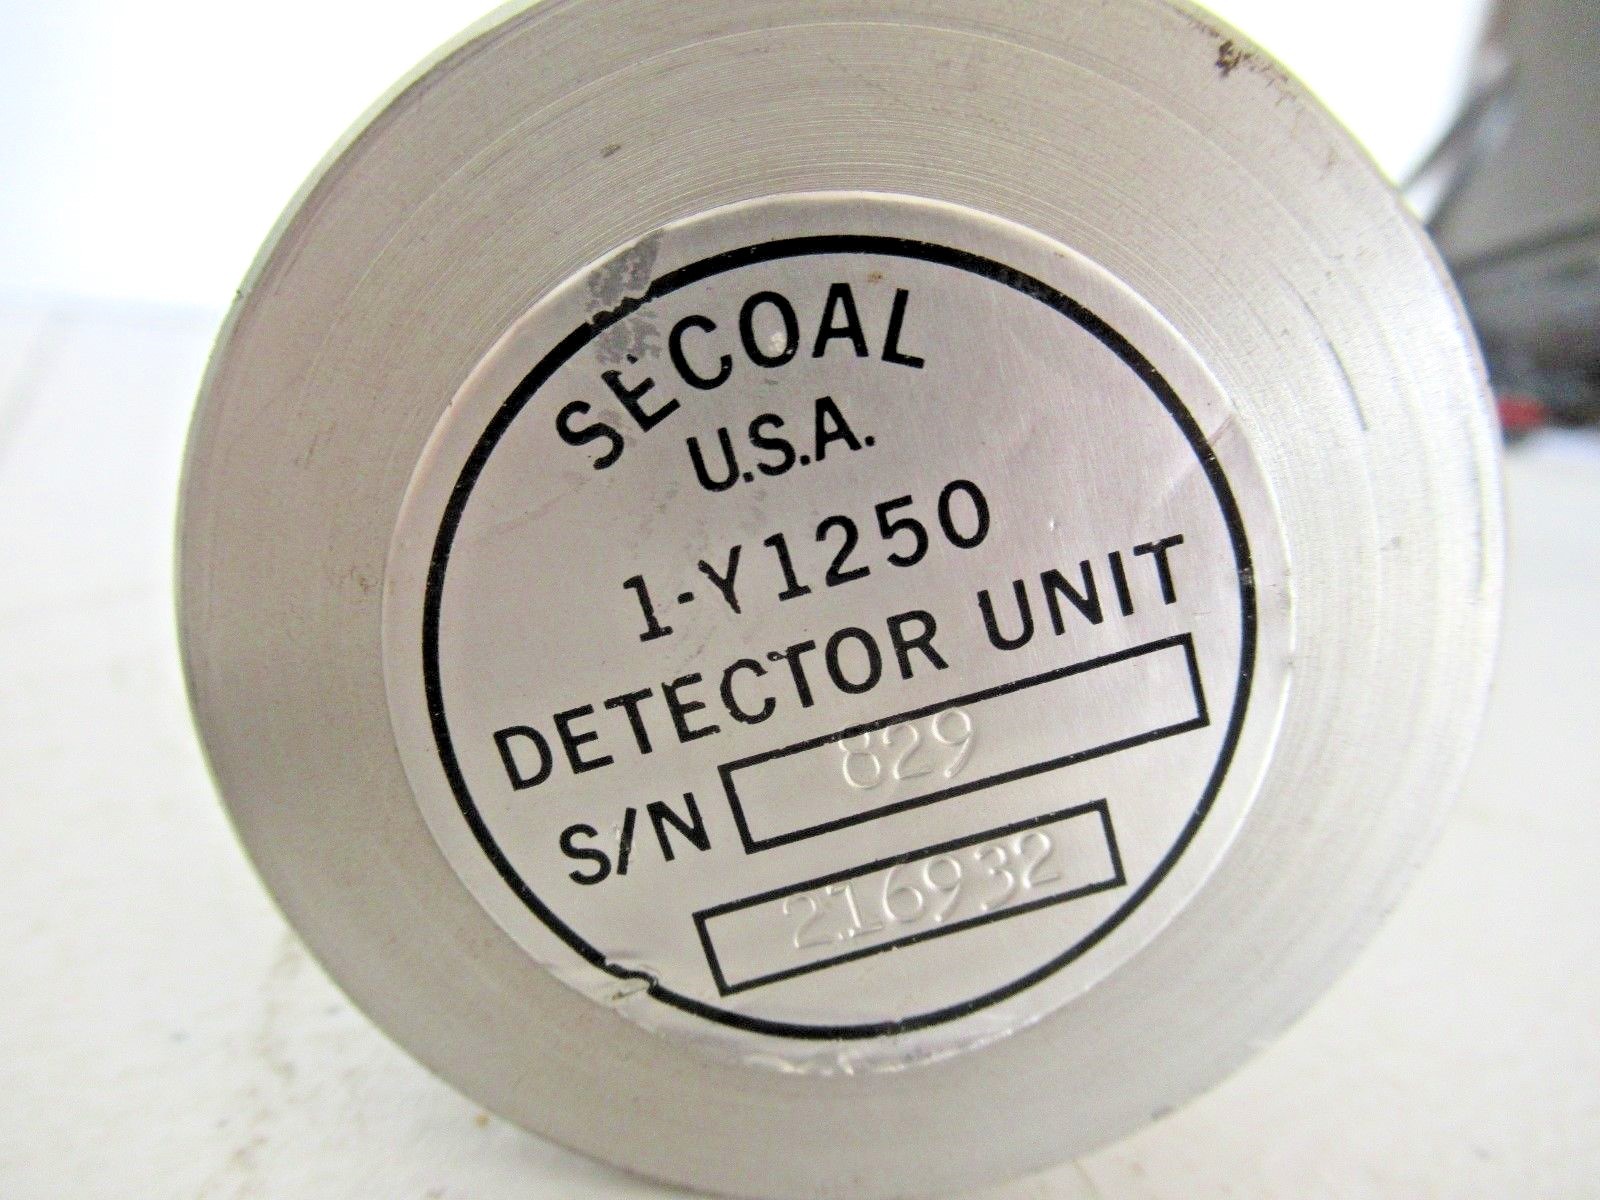 SECOAL
U.S.A.
1-Y1250
DETECTOR UNIT
S/N 829
216932